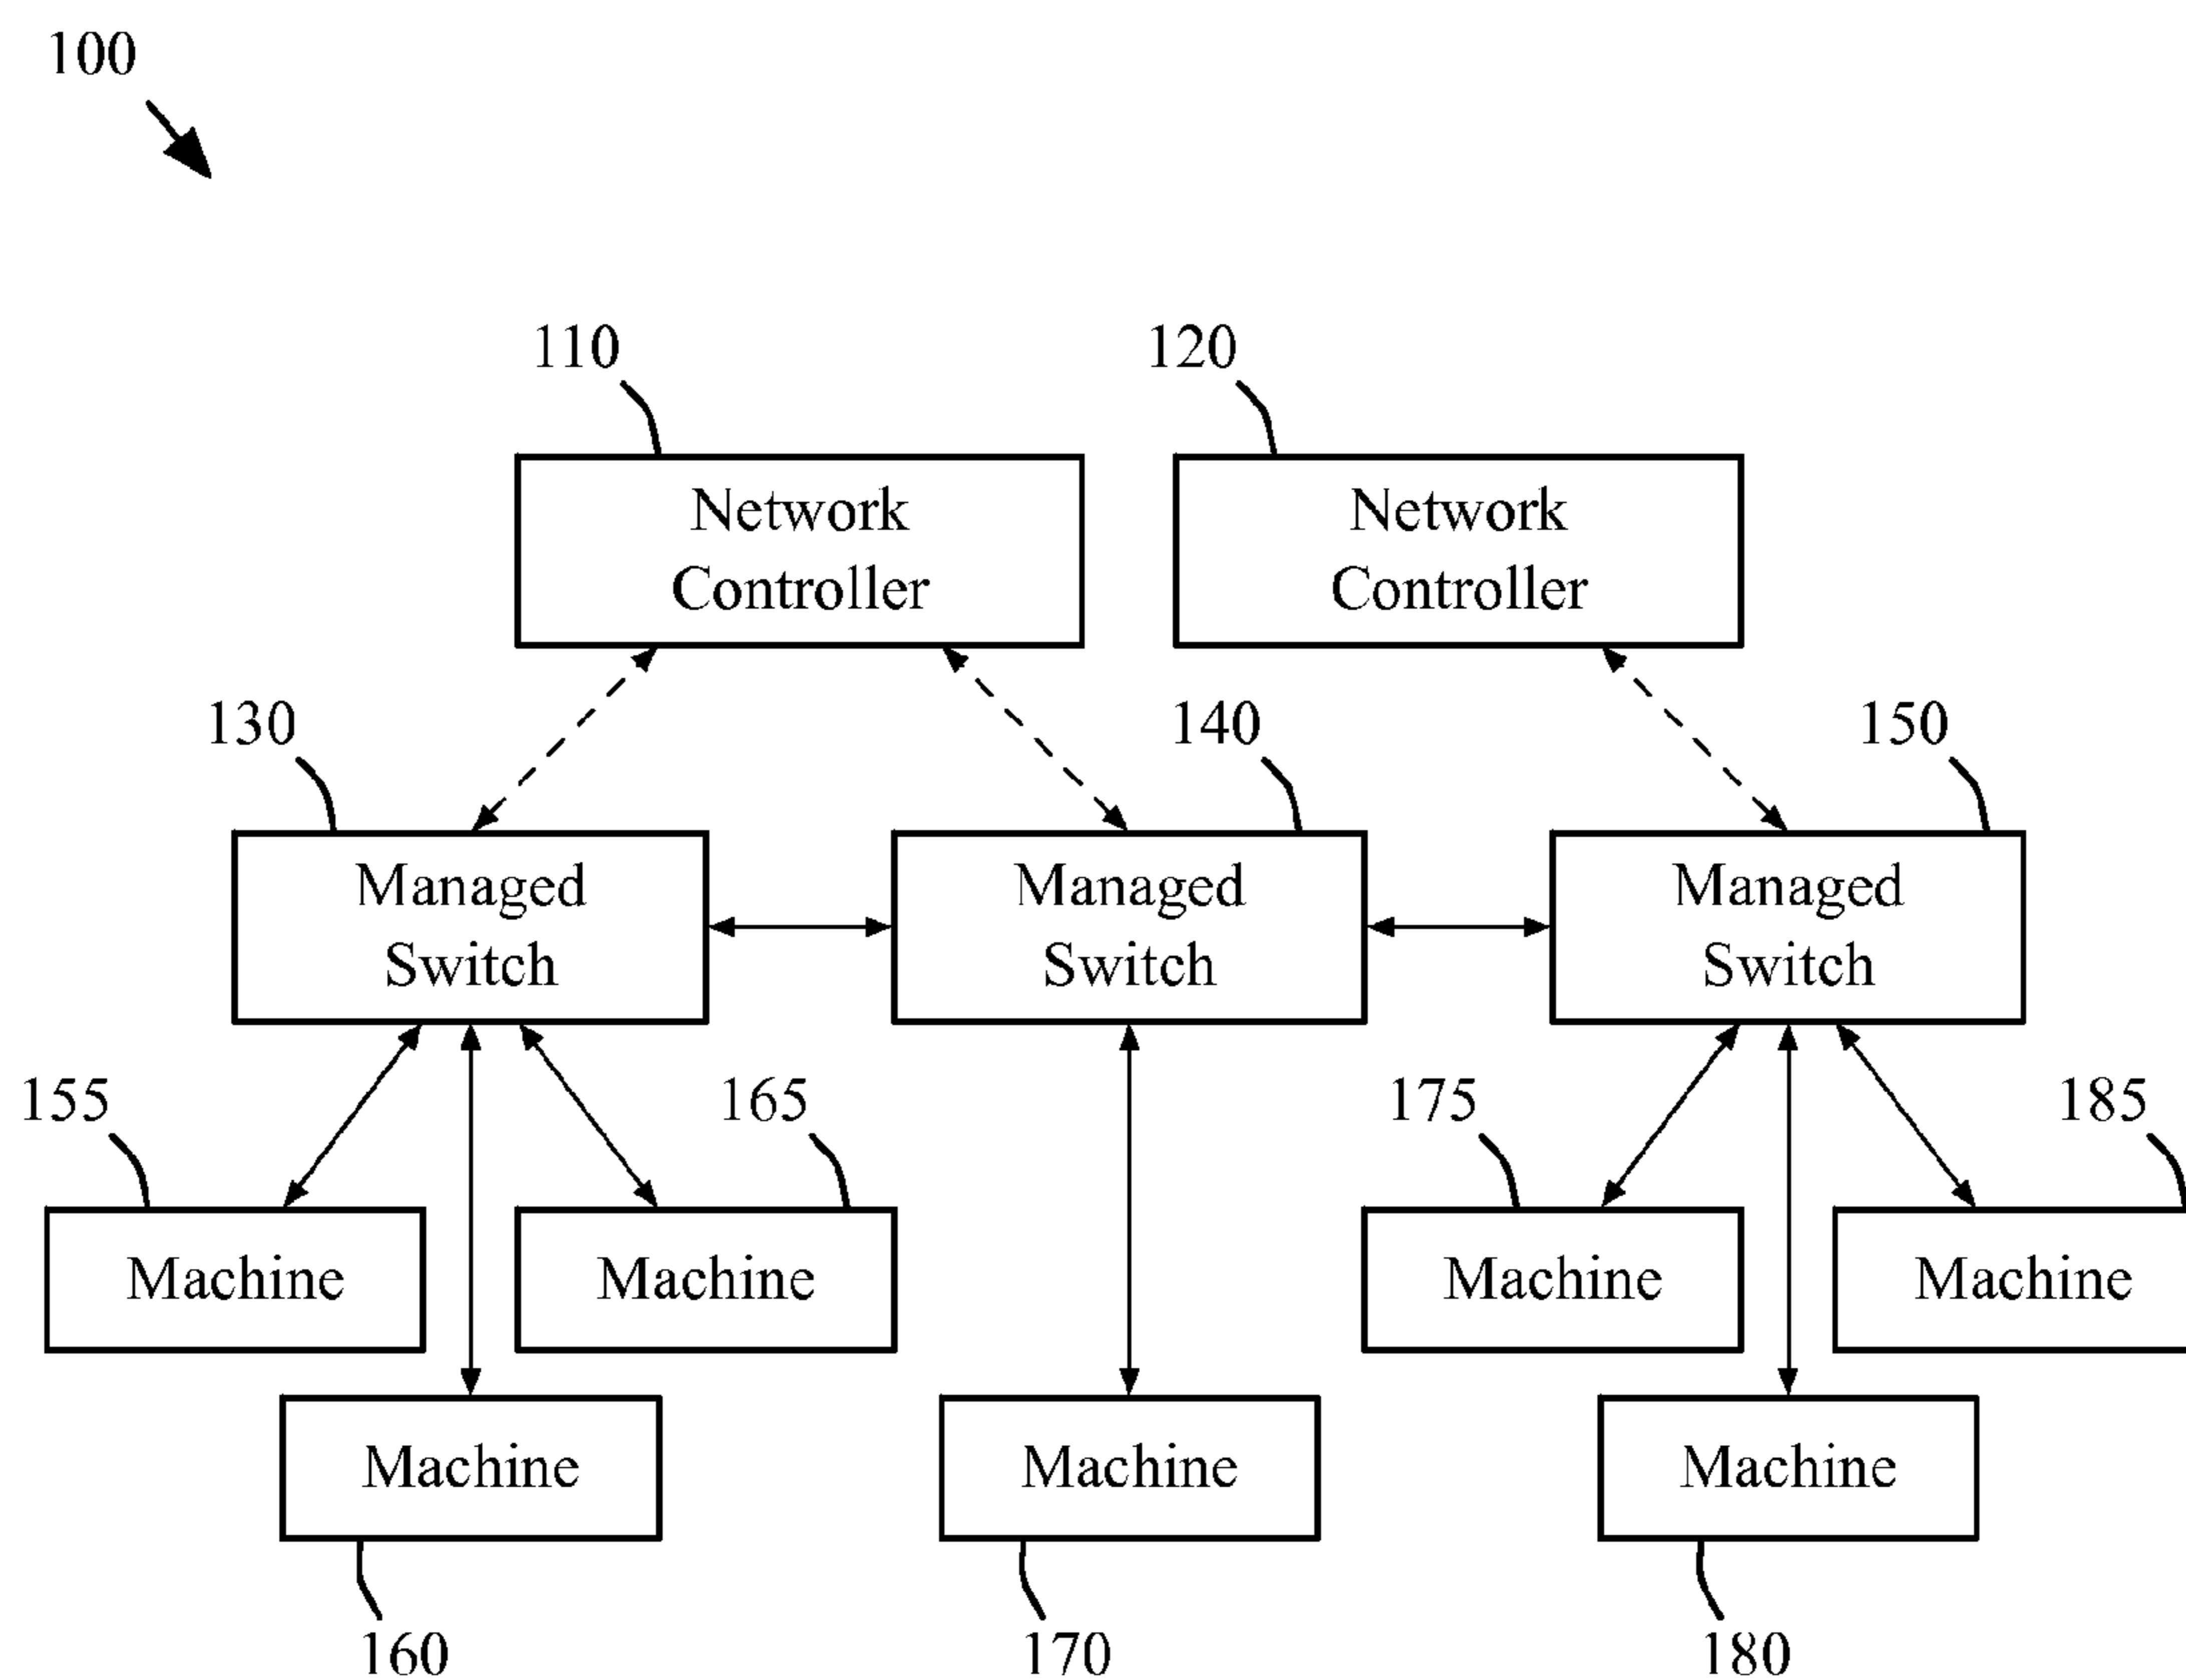 100
110
120
Network
Controller
Network
Controller
130
140
150
Managed
Switch
Managed
Switch
Managed
Switch
155
165
175
185
Machine
Machine
Machine
Machine
Machine
Machine
Machine
160
170
180